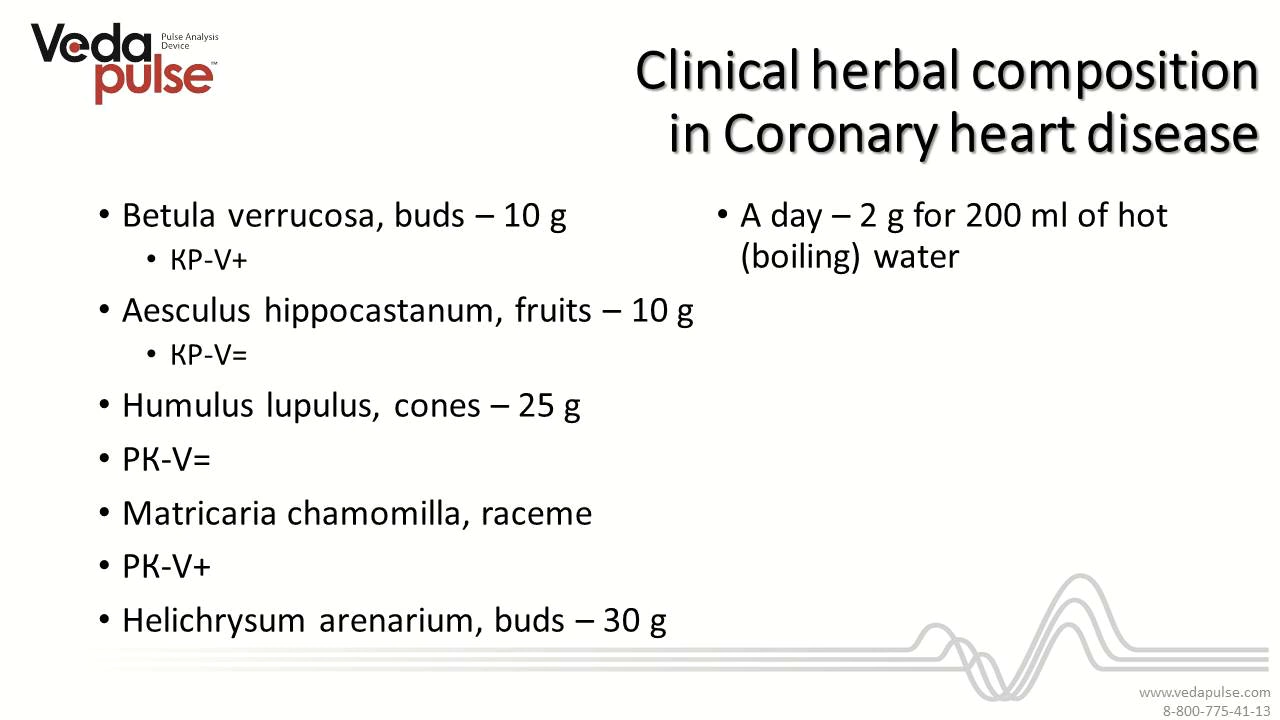 Veda
pulse™
Pulse Analysis
Device
Clinical herbal composition
in Coronary heart disease
• Betula verrucosa, buds – 10 g
• КР-V+
• Aesculus hippocastanum, fruits – 10 g
• КР-V=
• Humulus lupulus, cones – 25 g
• РК-V=
• Matricaria chamomilla, raceme
• РК-V+
• Helichrysum arenarium, buds – 30 g
• A day – 2 g for 200 ml of hot
(boiling) water
www.vedapulse.com
8-800-775-41-13